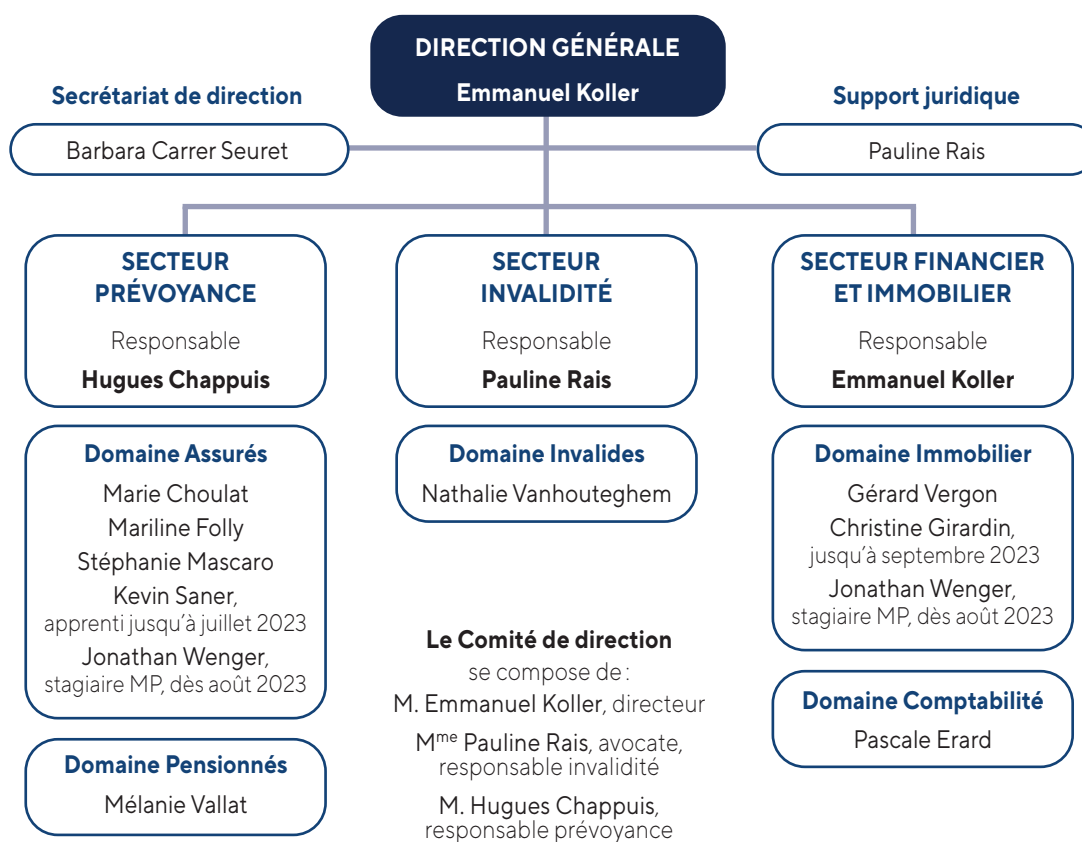 DIRECTION GÉNÉRALE
Emmanuel Koller
Secrétariat de direction
Barbara Carrer Seuret
Support juridique
Pauline Rais
SECTEUR
PRÉVOYANCE
Responsable
Hugues Chappuis
SECTEUR
INVALIDITÉ
Responsable
Pauline Rais
SECTEUR FINANCIER
ET IMMOBILIER
Responsable
Emmanuel Koller
Domaine Assurés
Marie Choulat
Mariline Folly
Stéphanie Mascaro
Kevin Saner,
apprenti jusqu'à juillet 2023
Jonathan Wenger,
stagiaire MP, dès août 2023
Domaine Pensionnés
Mélanie Vallat
Domaine Invalides
Nathalie Vanhouteghem
Le Comité de direction
se compose de :
M. Emmanuel Koller, directeur
Mme Pauline Rais, avocate,
responsable invalidité
M. Hugues Chappuis,
responsable prévoyance
Domaine Immobilier
Gérard Vergon
Christine Girardin,
jusqu'à septembre 2023
Jonathan Wenger,
stagiaire MP, dès août 2023
Domaine Comptabilité
Pascale Erard